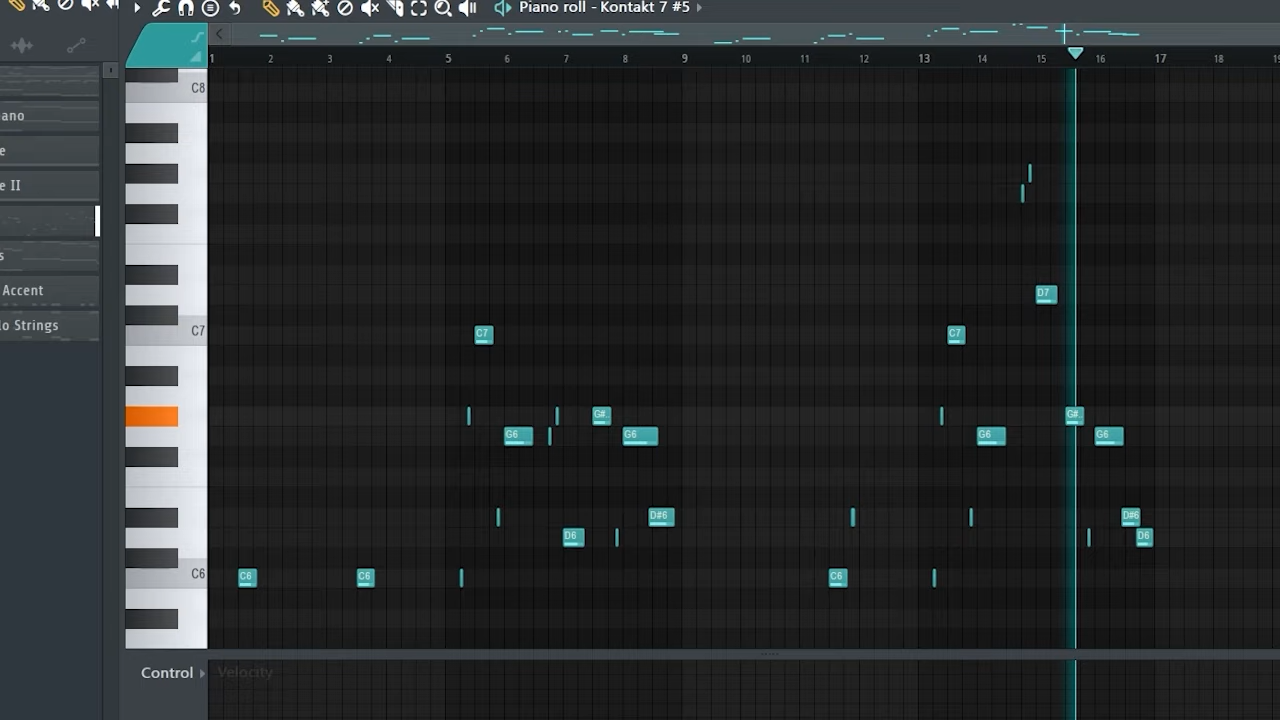 Piano roll - Kontakt 7 #5
1 2 3 4 5 6 7 8 9 10 11 12 13 14 15 16 17 18
C8
ano
e
e II
s
Accent
lo Strings
D7
C7 C7 C7
G#. G#.
G6 G6 G6 G6
D#6 D#6
D6 D6
C6 C6 C6 C6
Control Velocity